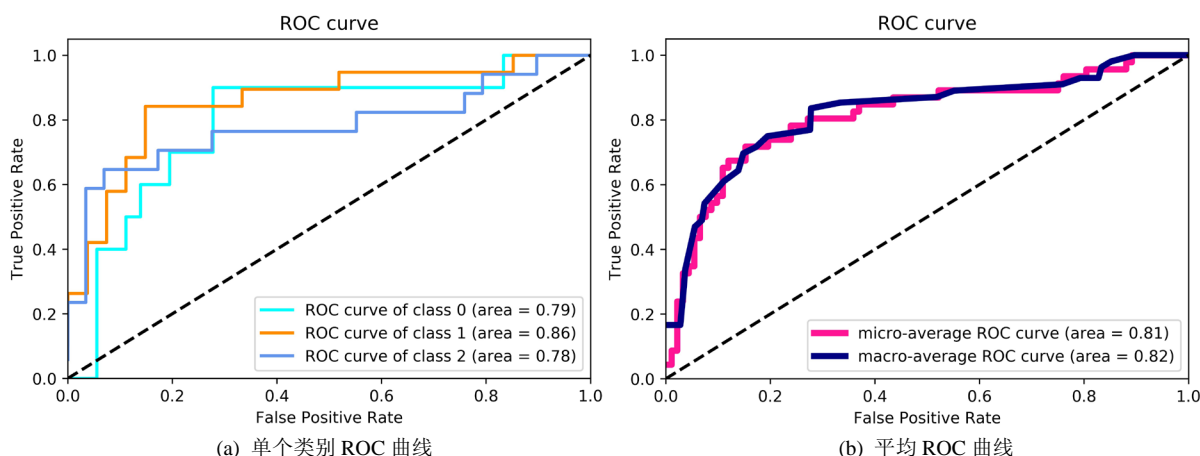 ROC curve
1.0
0.8
0.6
0.4
0.2
0.0
True Positive Rate
ROC curve of class 0 (area = 0.79)
ROC curve of class 1 (area = 0.86)
ROC curve of class 2 (area = 0.78)
0.0 0.2 0.4 0.6 0.8 1.0
False Positive Rate
(a) 单个类别 ROC 曲线
ROC curve
1.0
0.8
0.6
0.4
0.2
0.0
True Positive Rate
micro-average ROC curve (area = 0.81)
macro-average ROC curve (area = 0.82)
0.0 0.2 0.4 0.6 0.8 1.0
False Positive Rate
(b) 平均 ROC 曲线